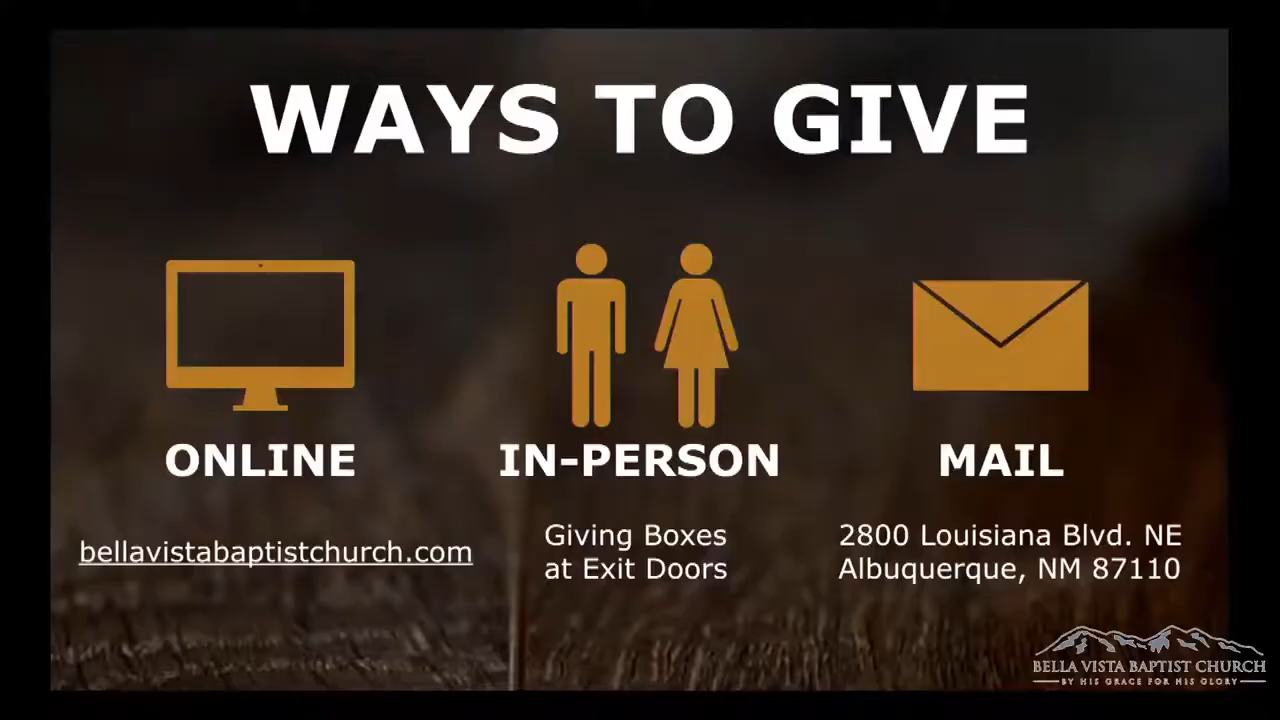 WAYS TO GIVE
ONLINE
bellavistabaptistchurch.com
IN-PERSON
Giving Boxes
at Exit Doors
MAIL
2800 Louisiana Blvd. NE
Albuquerque, NM 87110
BELLA VISTA BAPTIST CHURCH
BY HIS GRACE FOR HIS GLORY